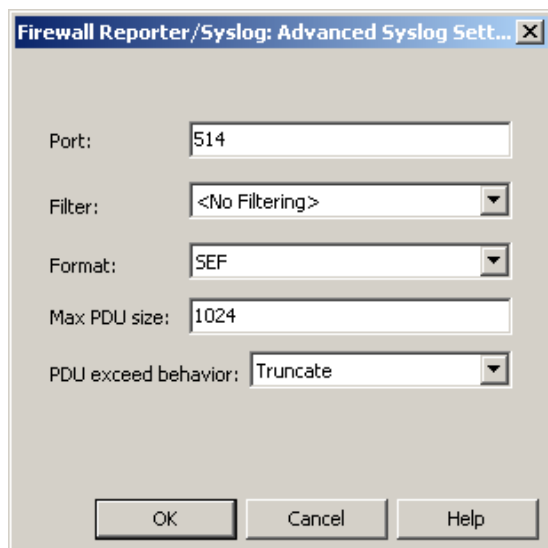 Firewall Reporter/Syslog: Advanced Syslog Sett...
Port: 514
Filter: <No Filtering>
Format: SEF
Max PDU size: 1024
PDU exceed behavior: Truncate
OK Cancel Help